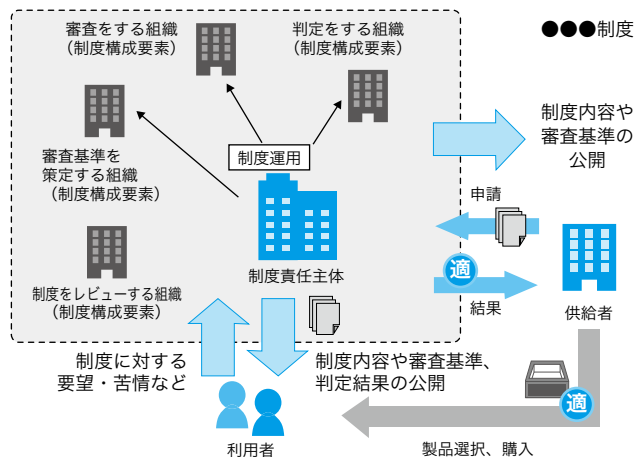 審査をする組織
(制度構成要素)
判定をする組織
(制度構成要素)
●●●制度
制度内容や
審査基準の
公開
制度運用
審査基準を
策定する組織
(制度構成要素)
申請
制度責任主体
適
結果
供給者
制度をレビューする組織
(制度構成要素)
制度に対する
要望・苦情など
制度内容や審査基準、
判定結果の公開
適
利用者
製品選択、購入